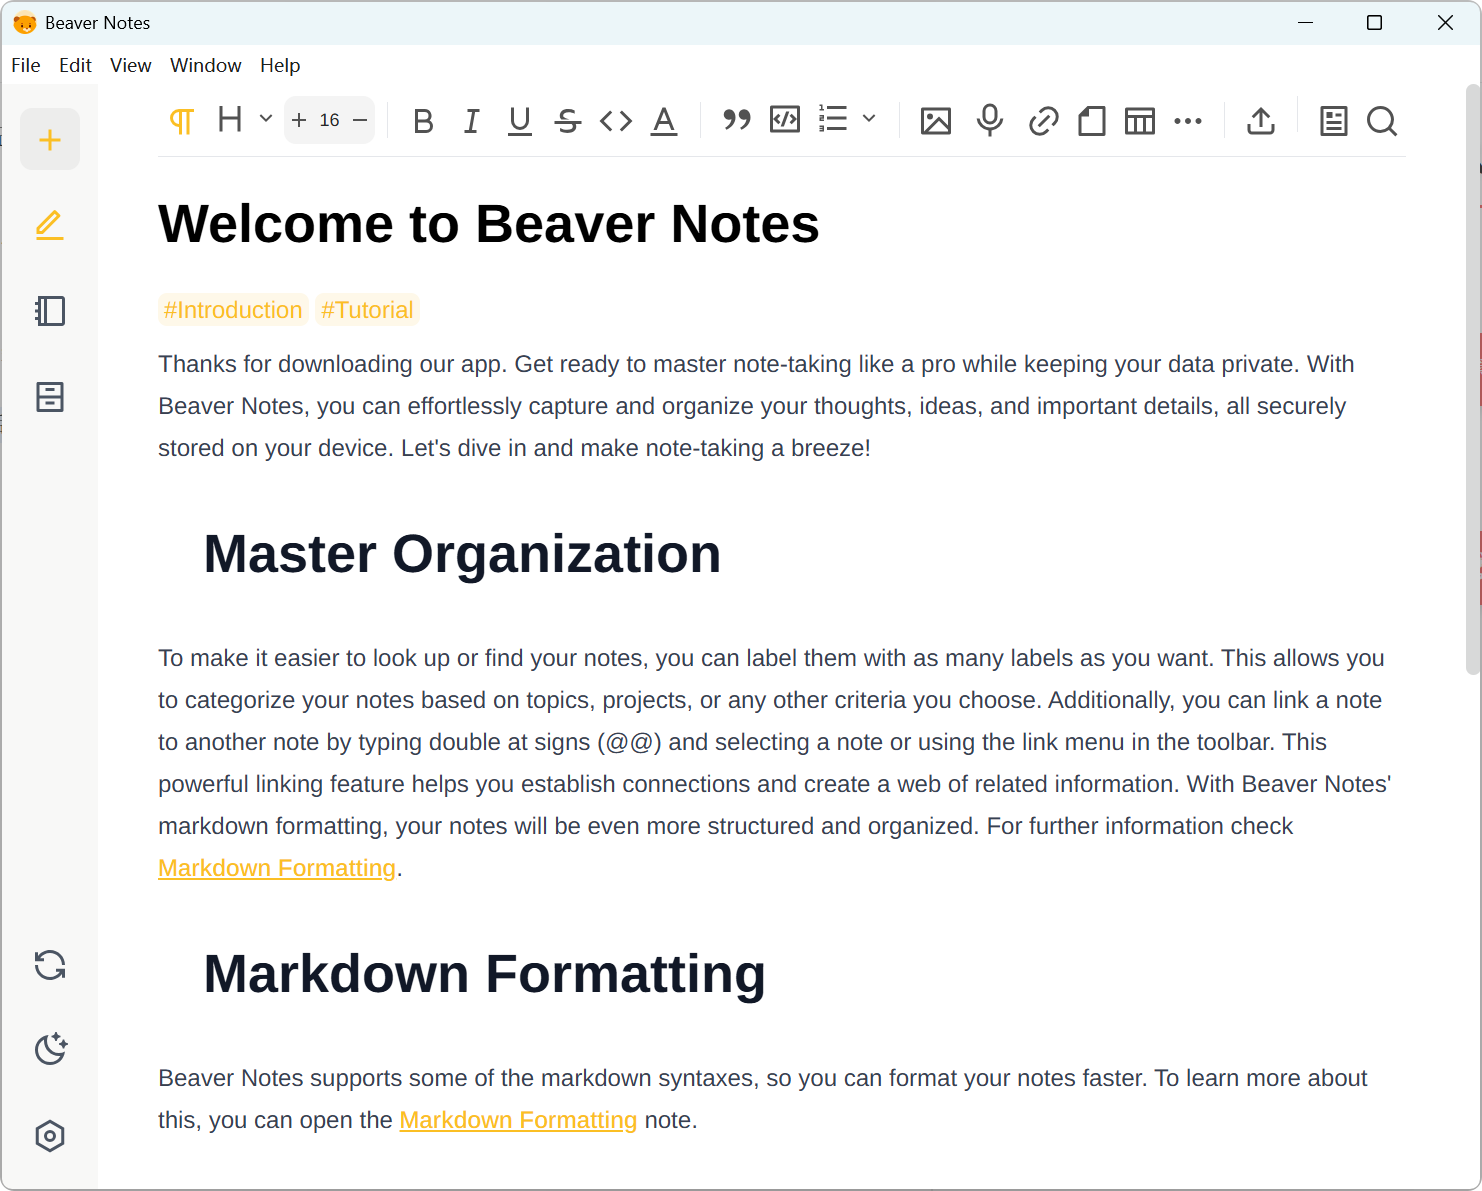 Beaver Notes
File Edit View Window Help
H + 16 − B I U S <> A
Welcome to Beaver Notes
#Introduction #Tutorial
Thanks for downloading our app. Get ready to master note-taking like a pro while keeping your data private. With
Beaver Notes, you can effortlessly capture and organize your thoughts, ideas, and important details, all securely
stored on your device. Let's dive in and make note-taking a breeze!
Master Organization
To make it easier to look up or find your notes, you can label them with as many labels as you want. This allows you
to categorize your notes based on topics, projects, or any other criteria you choose. Additionally, you can link a note
to another note by typing double at signs (@@) and selecting a note or using the link menu in the toolbar. This
powerful linking feature helps you establish connections and create a web of related information. With Beaver Notes'
markdown formatting, your notes will be even more structured and organized. For further information check
Markdown Formatting.
Markdown Formatting
Beaver Notes supports some of the markdown syntaxes, so you can format your notes faster. To learn more about
this, you can open the Markdown Formatting note.